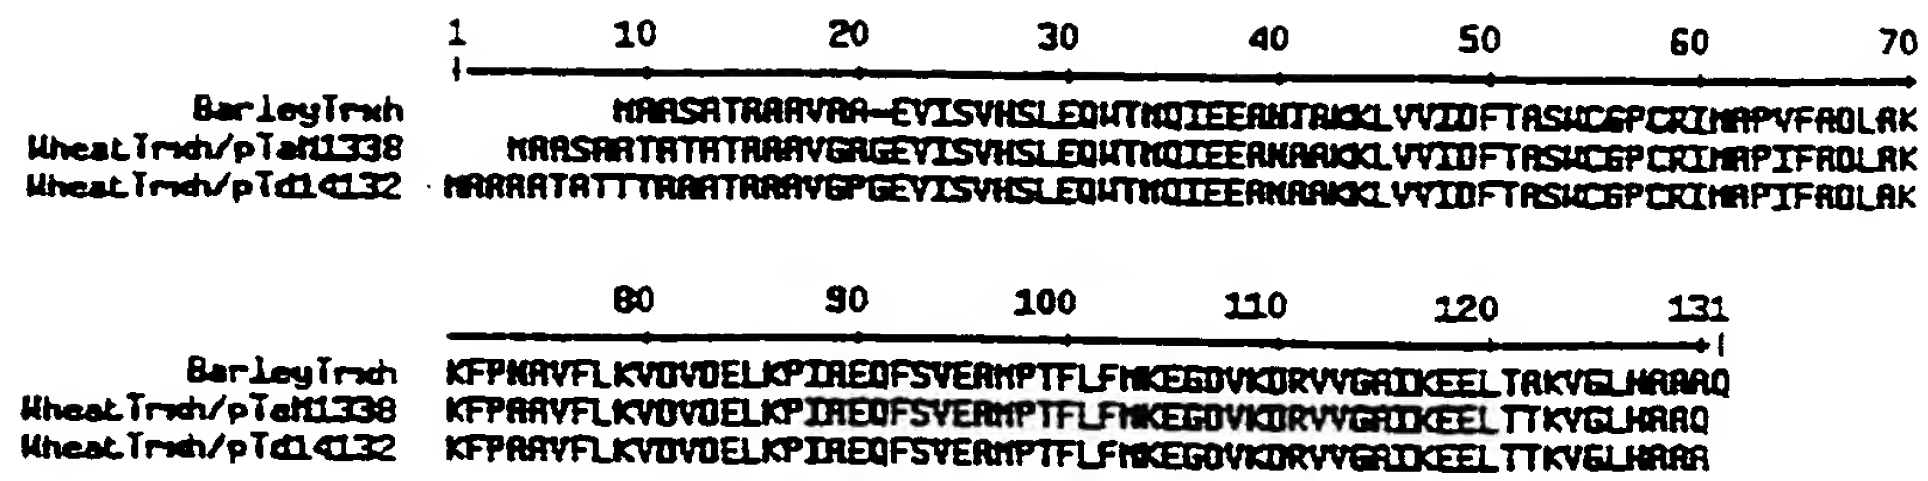 1 10 20 30 40 50 60 70
BarleyTrxh MAASATAAAVAA-EVISVHSLEQWTMQIEEANTAKKLVVIDFTASWCGPCRIMAPVFADLAK
WheatTrxh/pTaM1338 MAASAATATATAAAVGAGEVISVHSLEQWTMQIEEANAAKKLVVIDFTASWCGPCRIMAPIFADLAK
WheatTrxh/pTd14132 MAAAATATTTAAATAAAVGPGEVISVHSLEQWTMQIEEANAAKKLVVIDFTASWCGPCRIMAPIFADLAK
80 90 100 110 120 131
BarleyTrxh KFPNAVFLKVDVDELKPIAEQFSVEAMPTFLFMKEGDVKDRVVGAIKEELTAKVGLHAAAQ
WheatTrxh/pTaM1338 KFPAAVFLKVDVDELKPIAEQFSVEAMPTFLFMKEGDVKDRVVGAIKEELTTKVGLHAAQ
WheatTrxh/pTd14132 KFPAAVFLKVDVDELKPIAEQFSVEAMPTFLFMKEGDVKDRVVGAIKEELTTKVGLHAAA